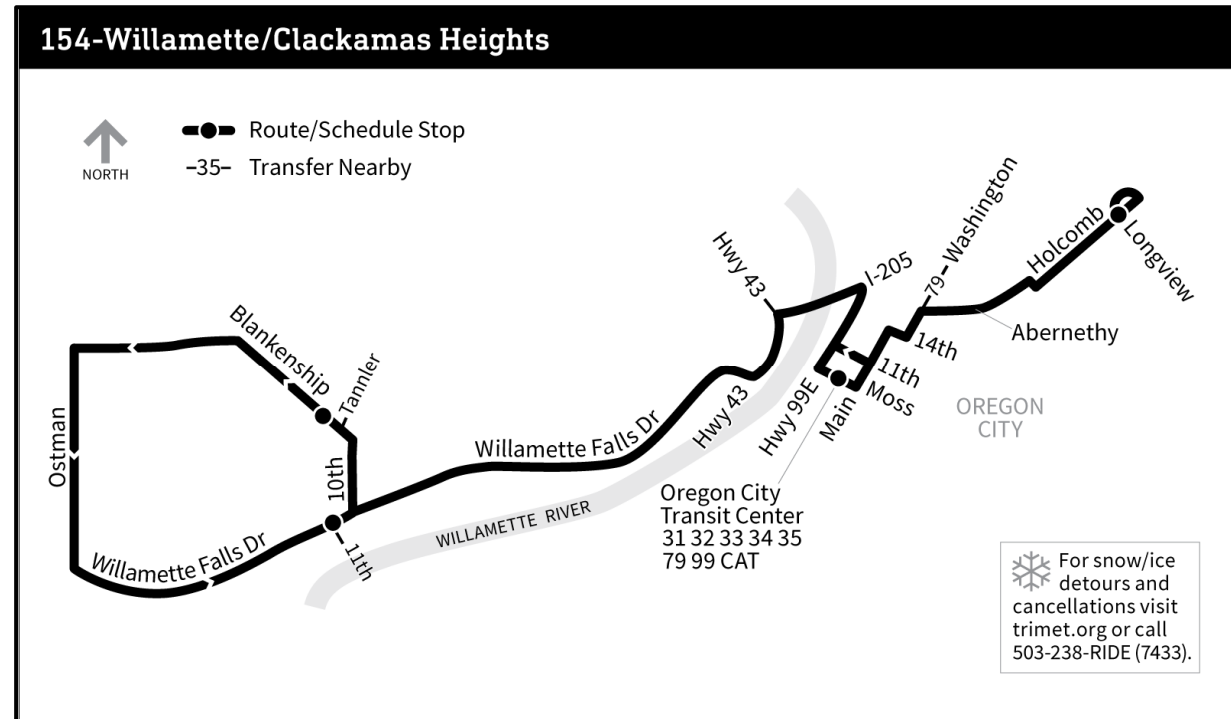 154-Willamette/Clackamas Heights
NORTH
Route/Schedule Stop
–35– Transfer Nearby
Hwy 43
I-205
79
Washington
Holcomb
Longview
Abernethy
14th
11th
Moss
Main
Hwy 99E
Hwy 43
OREGON
CITY
Blankenship
Tannler
Ostman
10th
Willamette Falls Dr
Willamette Falls Dr
11th
WILLAMETTE RIVER
Oregon City
Transit Center
31 32 33 34 35
79 99 CAT
For snow/ice
detours and
cancellations visit
trimet.org or call
503-238-RIDE (7433).